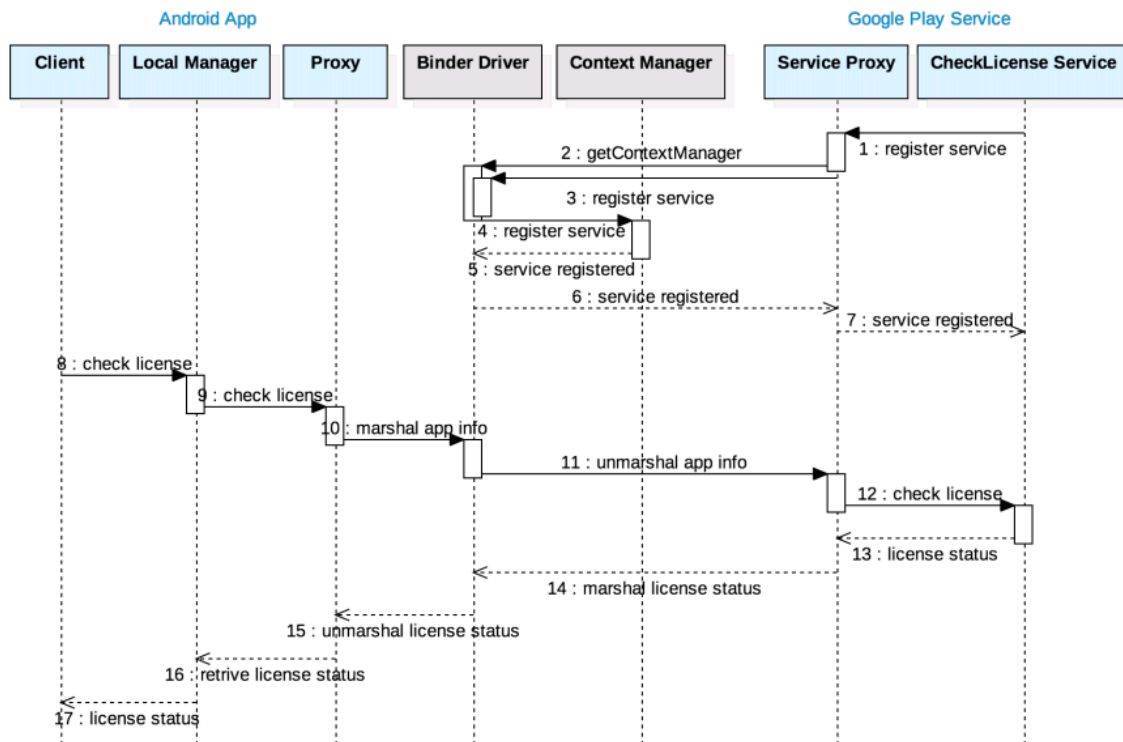 Android App
Google Play Service
Client
Local Manager
Proxy
Binder Driver
Context Manager
Service Proxy
CheckLicense Service
1 : register service
2 : getContextManager
3 : register service
4 : register service
5 : service registered
6 : service registered
7 : service registered
8 : check license
9 : check license
10 : marshal app info
11 : unmarshal app info
12 : check license
13 : license status
14 : marshal license status
15 : unmarshal license status
16 : retrive license status
17 : license status